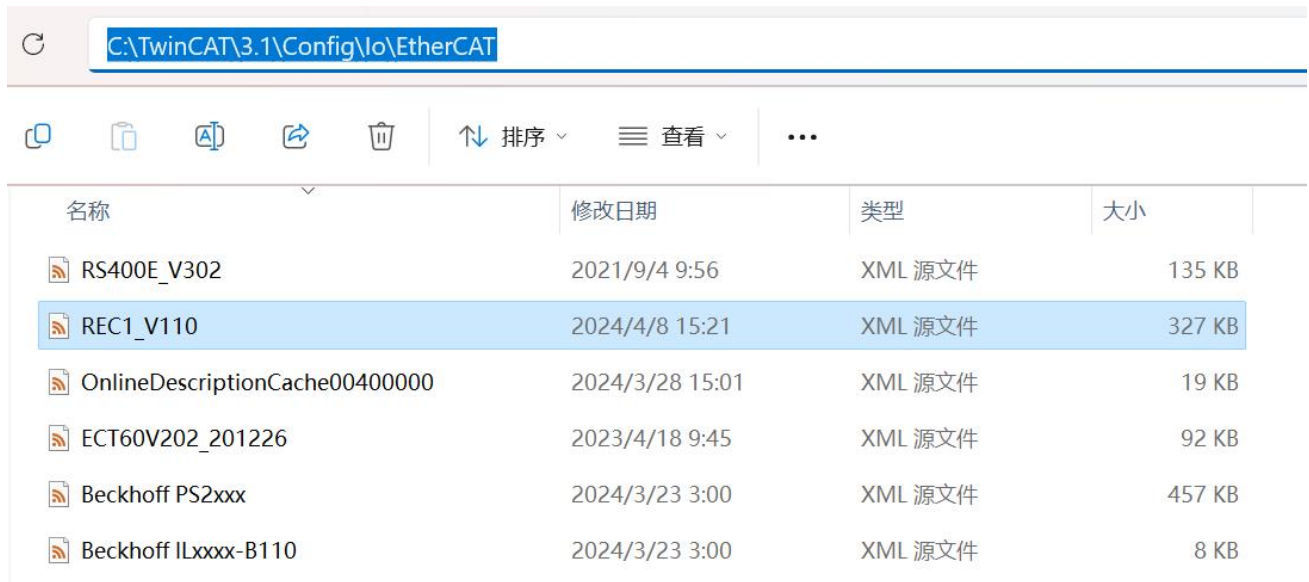 C:\TwinCAT\3.1\Config\Io\EtherCAT
排序 查看
名称 修改日期 类型 大小
RS400E_V302 2021/9/4 9:56 XML 源文件 135 KB
REC1_V110 2024/4/8 15:21 XML 源文件 327 KB
OnlineDescriptionCache00400000 2024/3/28 15:01 XML 源文件 19 KB
ECT60V202_201226 2023/4/18 9:45 XML 源文件 92 KB
Beckhoff PS2xxx 2024/3/23 3:00 XML 源文件 457 KB
Beckhoff ILxxxx-B110 2024/3/23 3:00 XML 源文件 8 KB